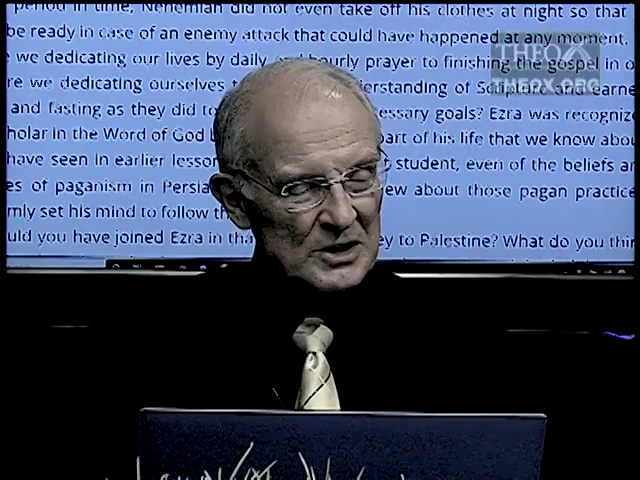 period in time, Nehemiah did not even take off his clothes at night so that
be ready in case of an enemy attack that could have happened at any moment.
we dedicating our lives by daily and hourly prayer to finishing the gospel in o
re we dedicating ourselves t erstanding of Scripture and earne
and fasting as they did to essary goals? Ezra was recognize
holar in the Word of God part of his life that we know abou
have seen in earlier lesson student, even of the beliefs an
es of paganism in Persia ew about those pagan practice
mly set his mind to follow th
uld you have joined Ezra in tha ey to Palestine? What do you thin
THEOX
THEOX.ORG